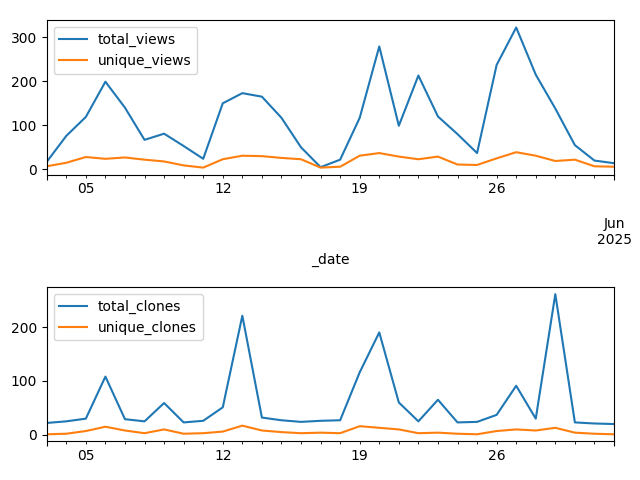 300
200
100
0
total_views
unique_views
05
12
19
26
Jun
2025
_date
200
100
0
total_clones
unique_clones
05
12
19
26